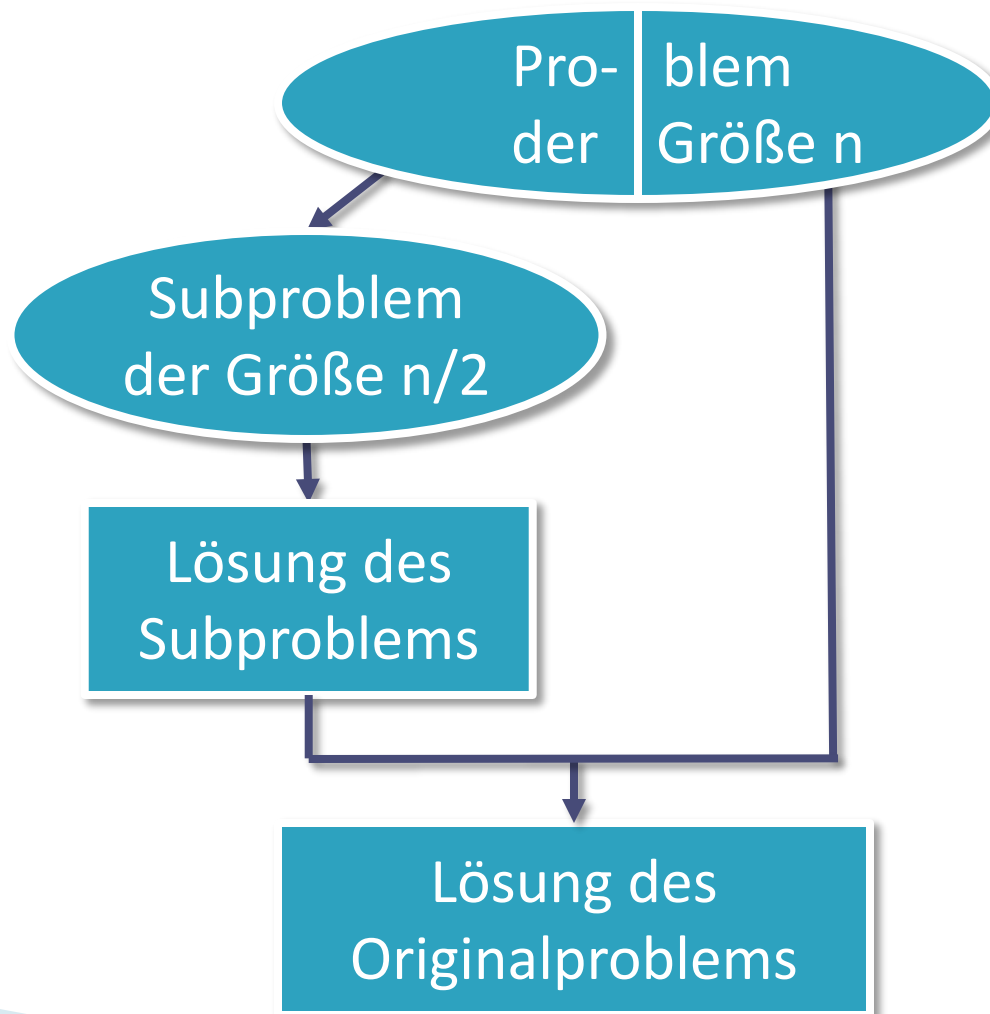 Pro- blem
der Größe n
Subproblem
der Größe n/2
Lösung des
Subproblems
Lösung des
Originalproblems